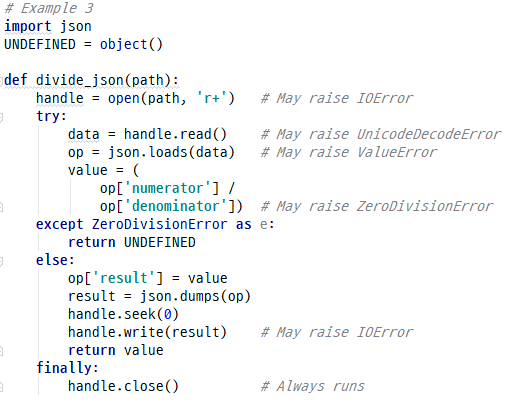 # Example 3
import json
UNDEFINED = object()

def divide_json(path):
    handle = open(path, 'r+')   # May raise IOError
    try:
        data = handle.read()    # May raise UnicodeDecodeError
        op = json.loads(data)   # May raise ValueError
        value = (
            op['numerator'] /
            op['denominator'])  # May raise ZeroDivisionError
    except ZeroDivisionError as e:
        return UNDEFINED
    else:
        op['result'] = value
        result = json.dumps(op)
        handle.seek(0)
        handle.write(result)    # May raise IOError
        return value
    finally:
        handle.close()          # Always runs